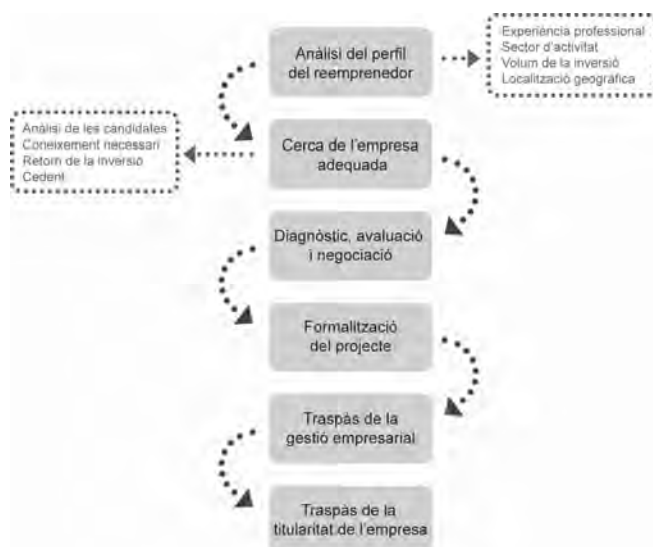 Anàlisi del perfil
del reemprenedor
Experiència professional
Sector d'activitat
Volum de la inversió
Localització geogràfica
Anàlisi de les candidates
Coneixement necessari
Retorn de la inversió
Cedent
Cerca de l'empresa
adequada
Diagnòstic, avaluació
i negociació
Formalització
del projecte
Traspàs de la
gestió empresarial
Traspàs de la
titularitat de l'empresa